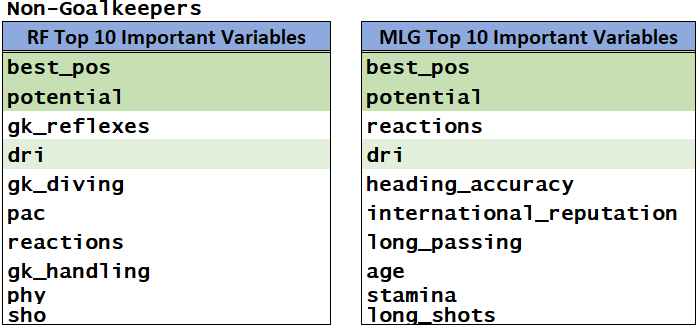 Non-Goalkeepers
RF Top 10 Important Variables
best_pos
potential
gk_reflexes
dri
gk_diving
pac
reactions
gk_handling
phy
sho
MLG Top 10 Important Variables
best_pos
potential
reactions
dri
heading_accuracy
international_reputation
long_passing
age
stamina
long_shots